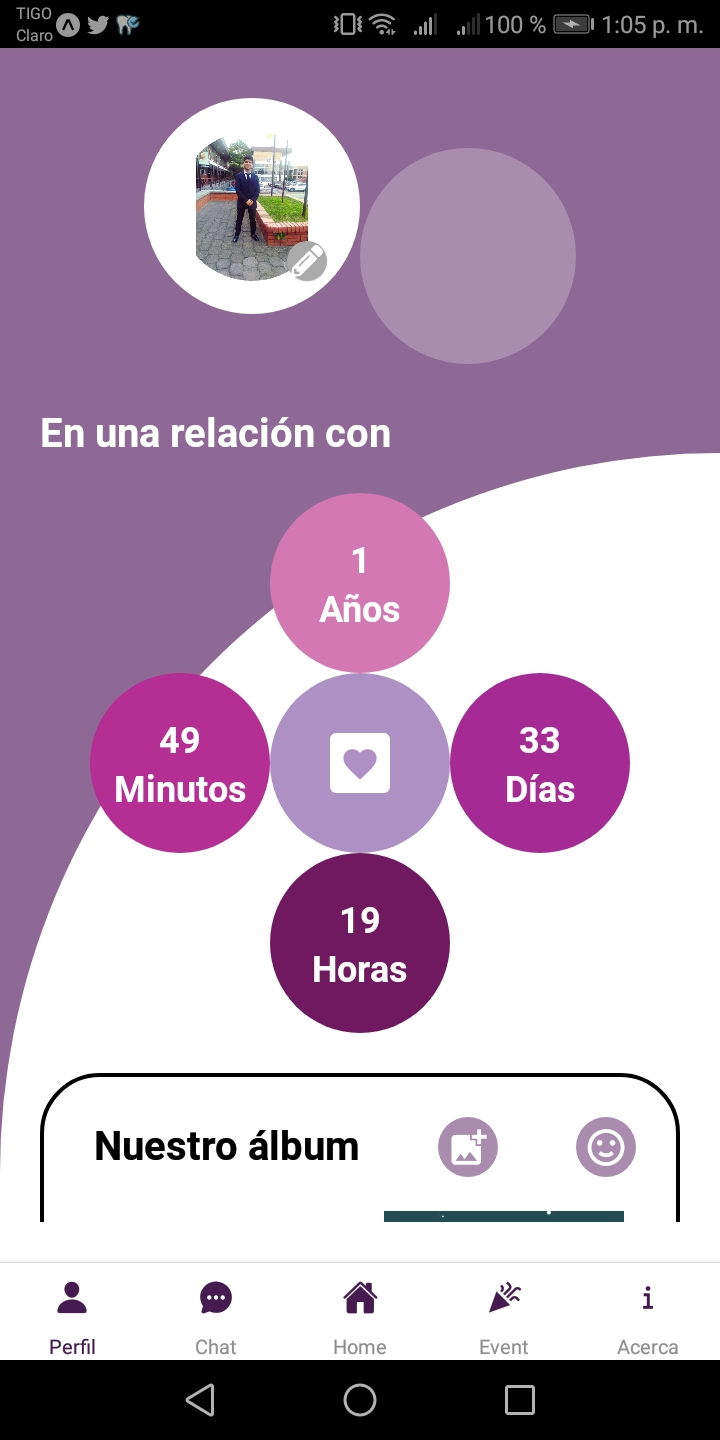 TIGO
Claro
100 %
1:05 p. m.
En una relación con
1
Años
49
Minutos
33
Días
19
Horas
Nuestro álbum
Perfil
Chat
Home
Event
Acerca